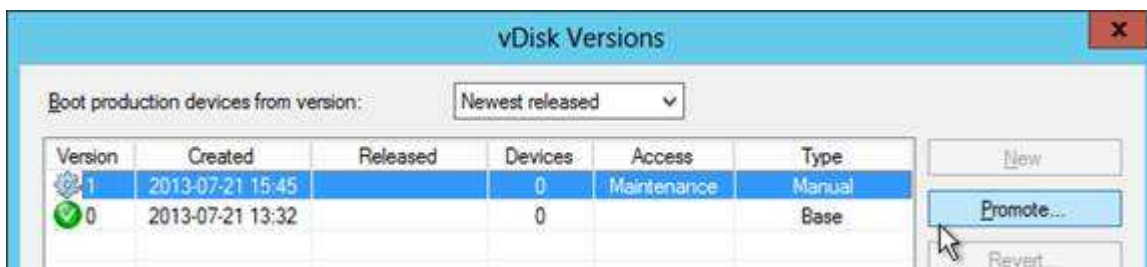 vDisk Versions
x
Boot production devices from version: Newest released
Version Created Released Devices Access Type New
1 2013-07-21 15:45 0 Maintenance Manual Promote...
0 2013-07-21 13:32 0 Base
Revert...